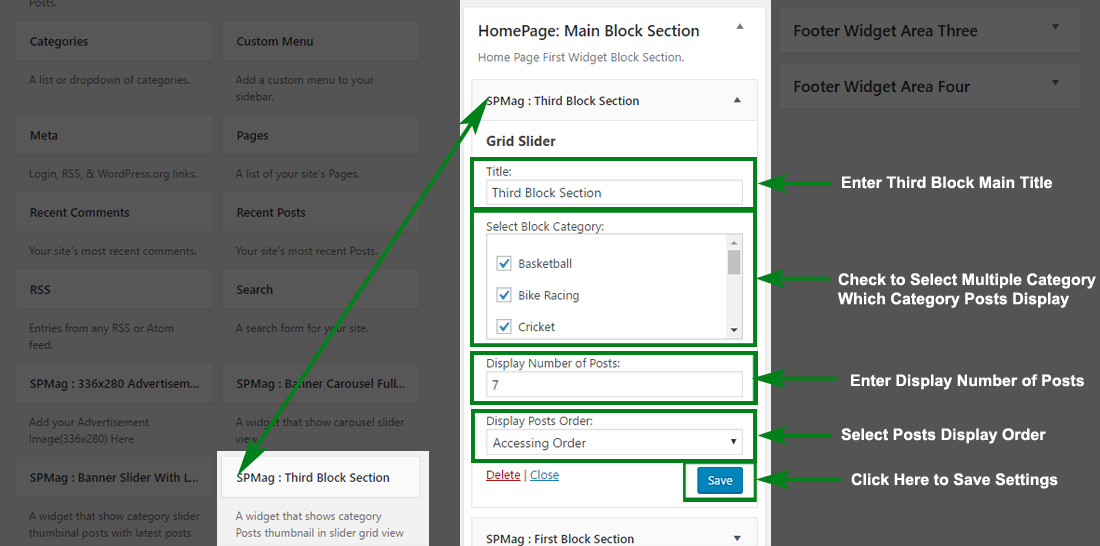 Posts.
Categories
Custom Menu
A list or dropdown of categories.
Add a custom menu to your
sidebar.
Meta
Pages
Login, RSS, & WordPress.org links.
A list of your site's Pages.
Recent Comments
Recent Posts
Your site's most recent comments.
Your site's most recent Posts.
RSS
Search
Entries from any RSS or Atom
feed.
A search form for your site.
SPMag : 336x280 Advertisem...
SPMag : Banner Carousel Full...
Add your Advertisement
Image(336x280) Here
A widget that show carousel slider
view
SPMag : Banner Slider With L...
A widget that show category slider
thumbinal posts with latest posts
SPMag : Third Block Section
A widget that shows category
Posts thumbnail in slider grid view
HomePage: Main Block Section
Home Page First Widget Block Section.
SPMag : Third Block Section
Grid Slider
Title:
Third Block Section
Select Block Category:
Basketball
Bike Racing
Cricket
Display Number of Posts:
7
Display Posts Order:
Accessing Order
Delete | Close
Save
SPMag : First Block Section
Footer Widget Area Three
Footer Widget Area Four
Enter Third Block Main Title
Check to Select Multiple Category
Which Category Posts Display
Enter Display Number of Posts
Select Posts Display Order
Click Here to Save Settings